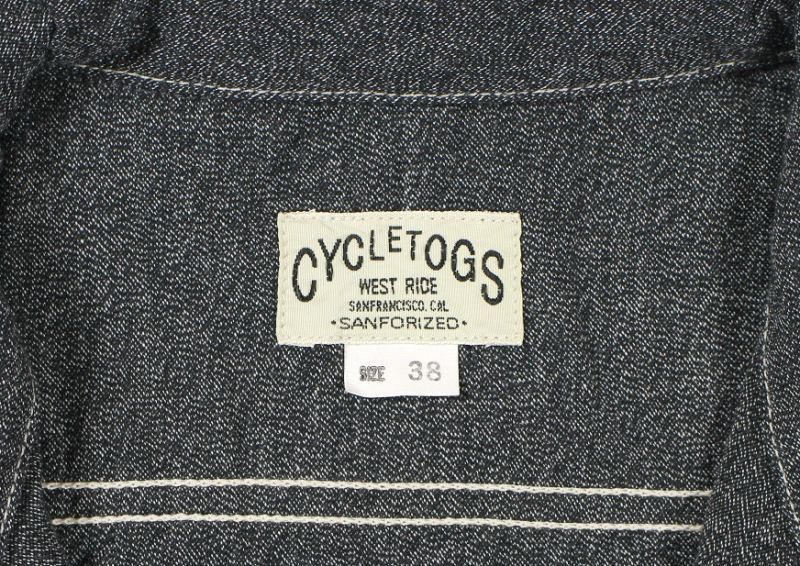 CYCLETOGS
WEST RIDE
SANFRANCISCO. CAL
• SANFORIZED •
SIZE 38